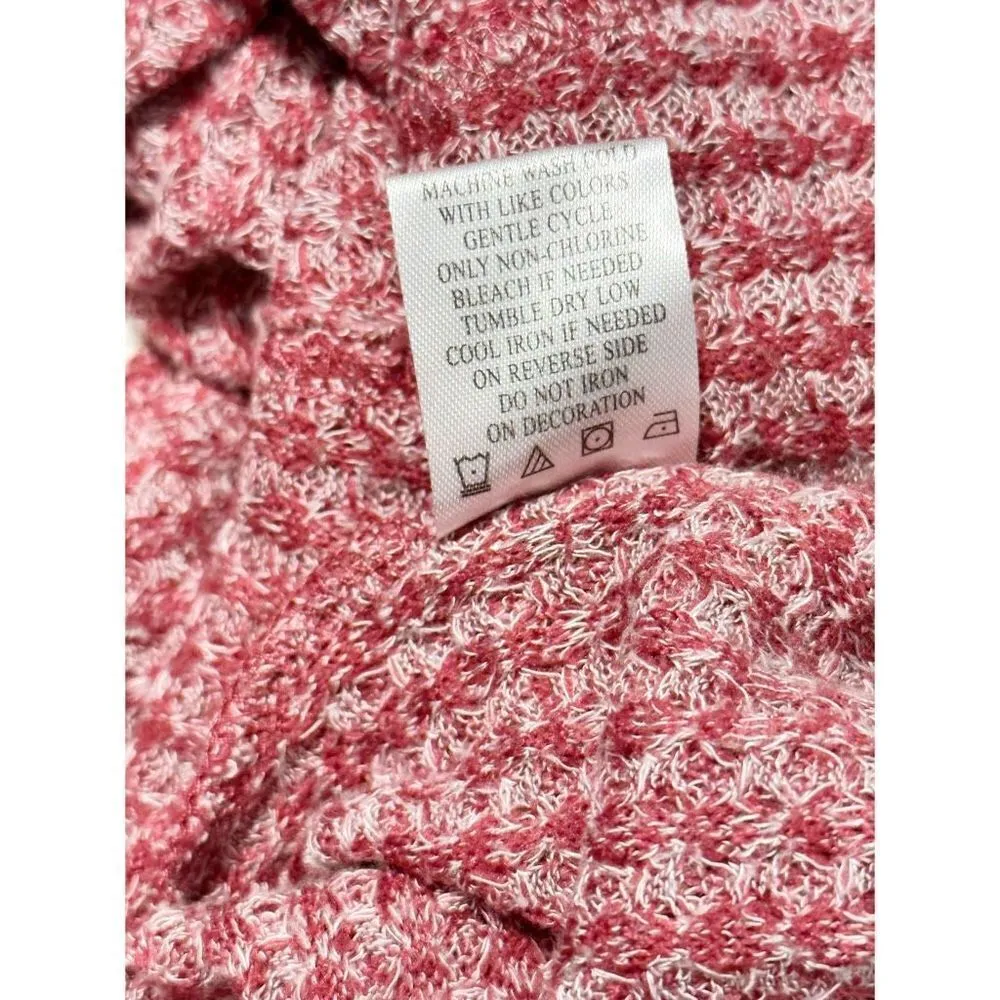 MACHINE WASH COLD
WITH LIKE COLORS
GENTLE CYCLE
ONLY NON-CHLORINE
BLEACH IF NEEDED
TUMBLE DRY LOW
COOL IRON IF NEEDED
ON REVERSE SIDE
DO NOT IRON
ON DECORATION